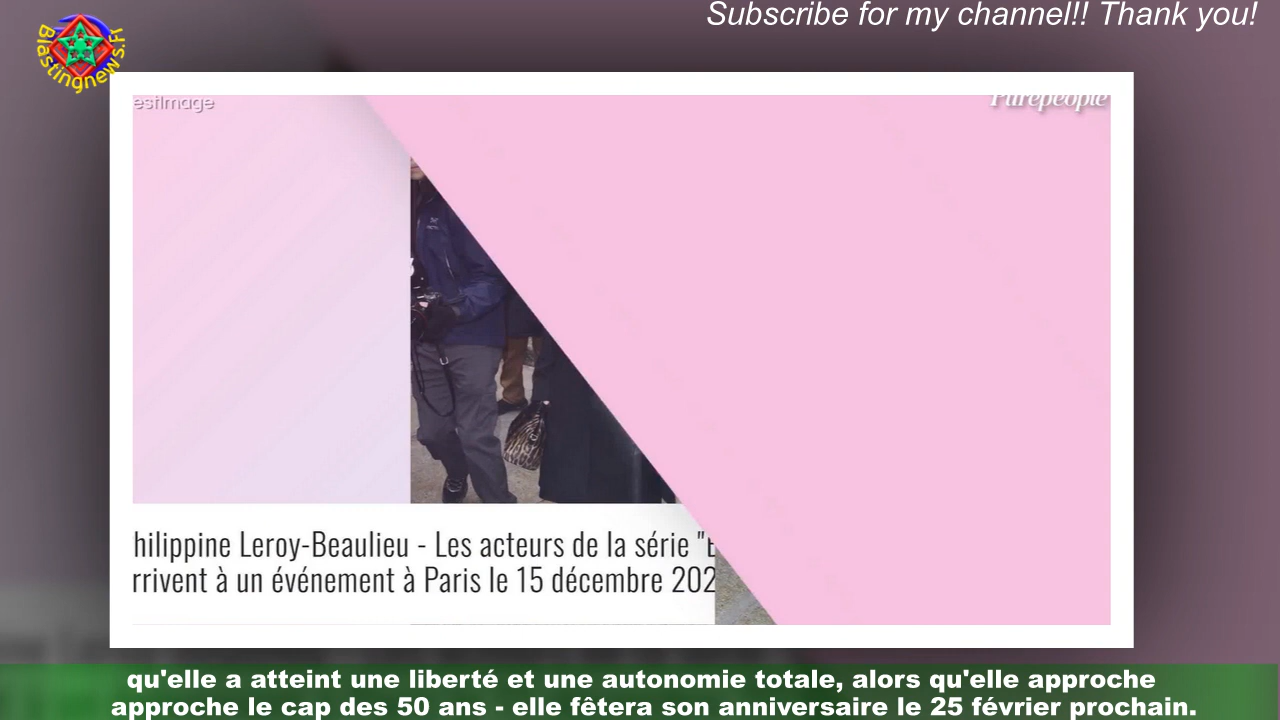 Subscribe for my channel!! Thank you!
Blastingnews.Fr
estImage
Purepeople
hilippine Leroy-Beaulieu - Les acteurs de la série "E
rrivent à un événement à Paris le 15 décembre 202
qu'elle a atteint une liberté et une autonomie totale, alors qu'elle approche
approche le cap des 50 ans - elle fêtera son anniversaire le 25 février prochain.